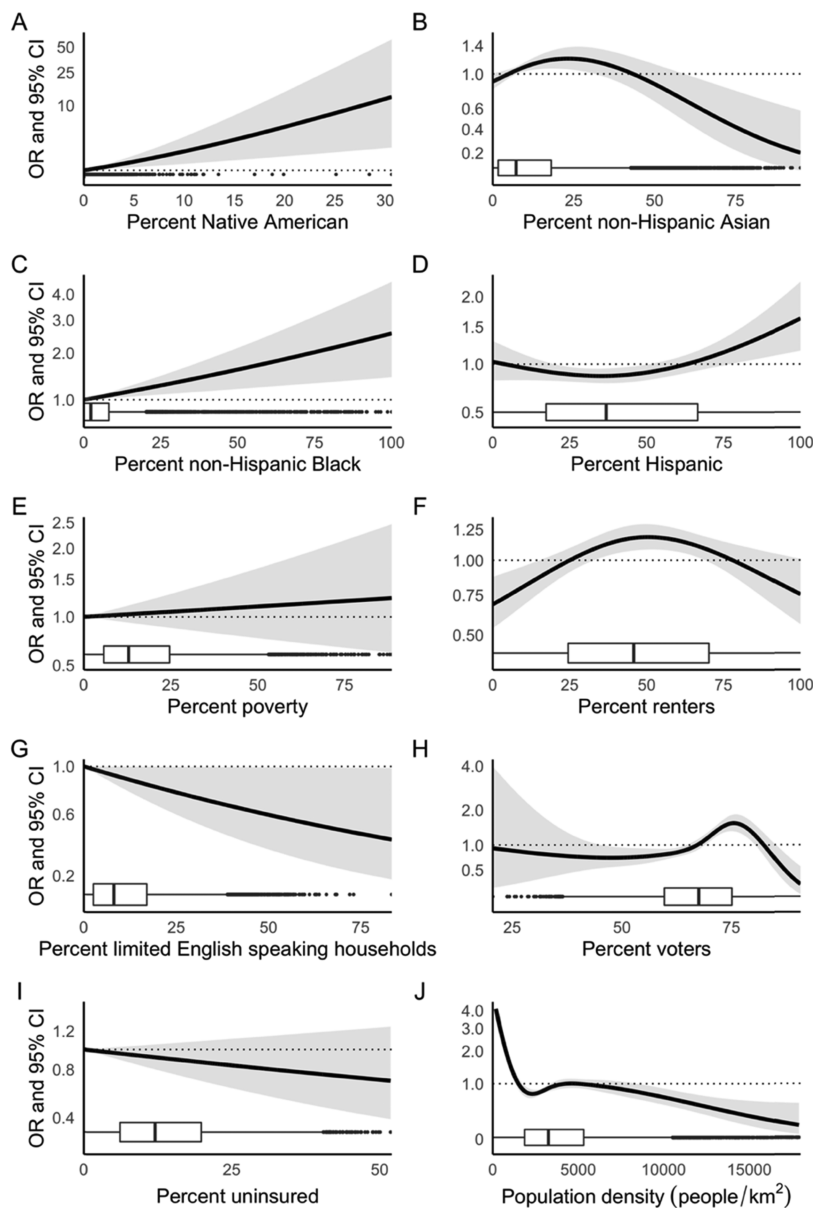 A
OR and 95% CI
50
25
10
0 5 10 15 20 25 30
Percent Native American
B
1.4
1.0
0.6
0.4
0.2
0 25 50 75
Percent non-Hispanic Asian
C
OR and 95% CI
4.0
3.0
2.0
1.0
0 25 50 75 100
Percent non-Hispanic Black
D
2.0
1.5
1.0
0.5
0 25 50 75 100
Percent Hispanic
E
OR and 95% CI
2.5
2.0
1.5
1.0
0.5
0 25 50 75
Percent poverty
F
1.25
1.00
0.75
0.50
0 25 50 75 100
Percent renters
G
OR and 95% CI
1.0
0.6
0.2
0 25 50 75
Percent limited English speaking households
H
4.0
2.0
1.0
0.5
25 50 75
Percent voters
I
OR and 95% CI
1.2
0.8
0.4
0 25 50
Percent uninsured
J
4.0
3.0
2.0
1.0
0
0 5000 10000 15000
Population density (people/km²)